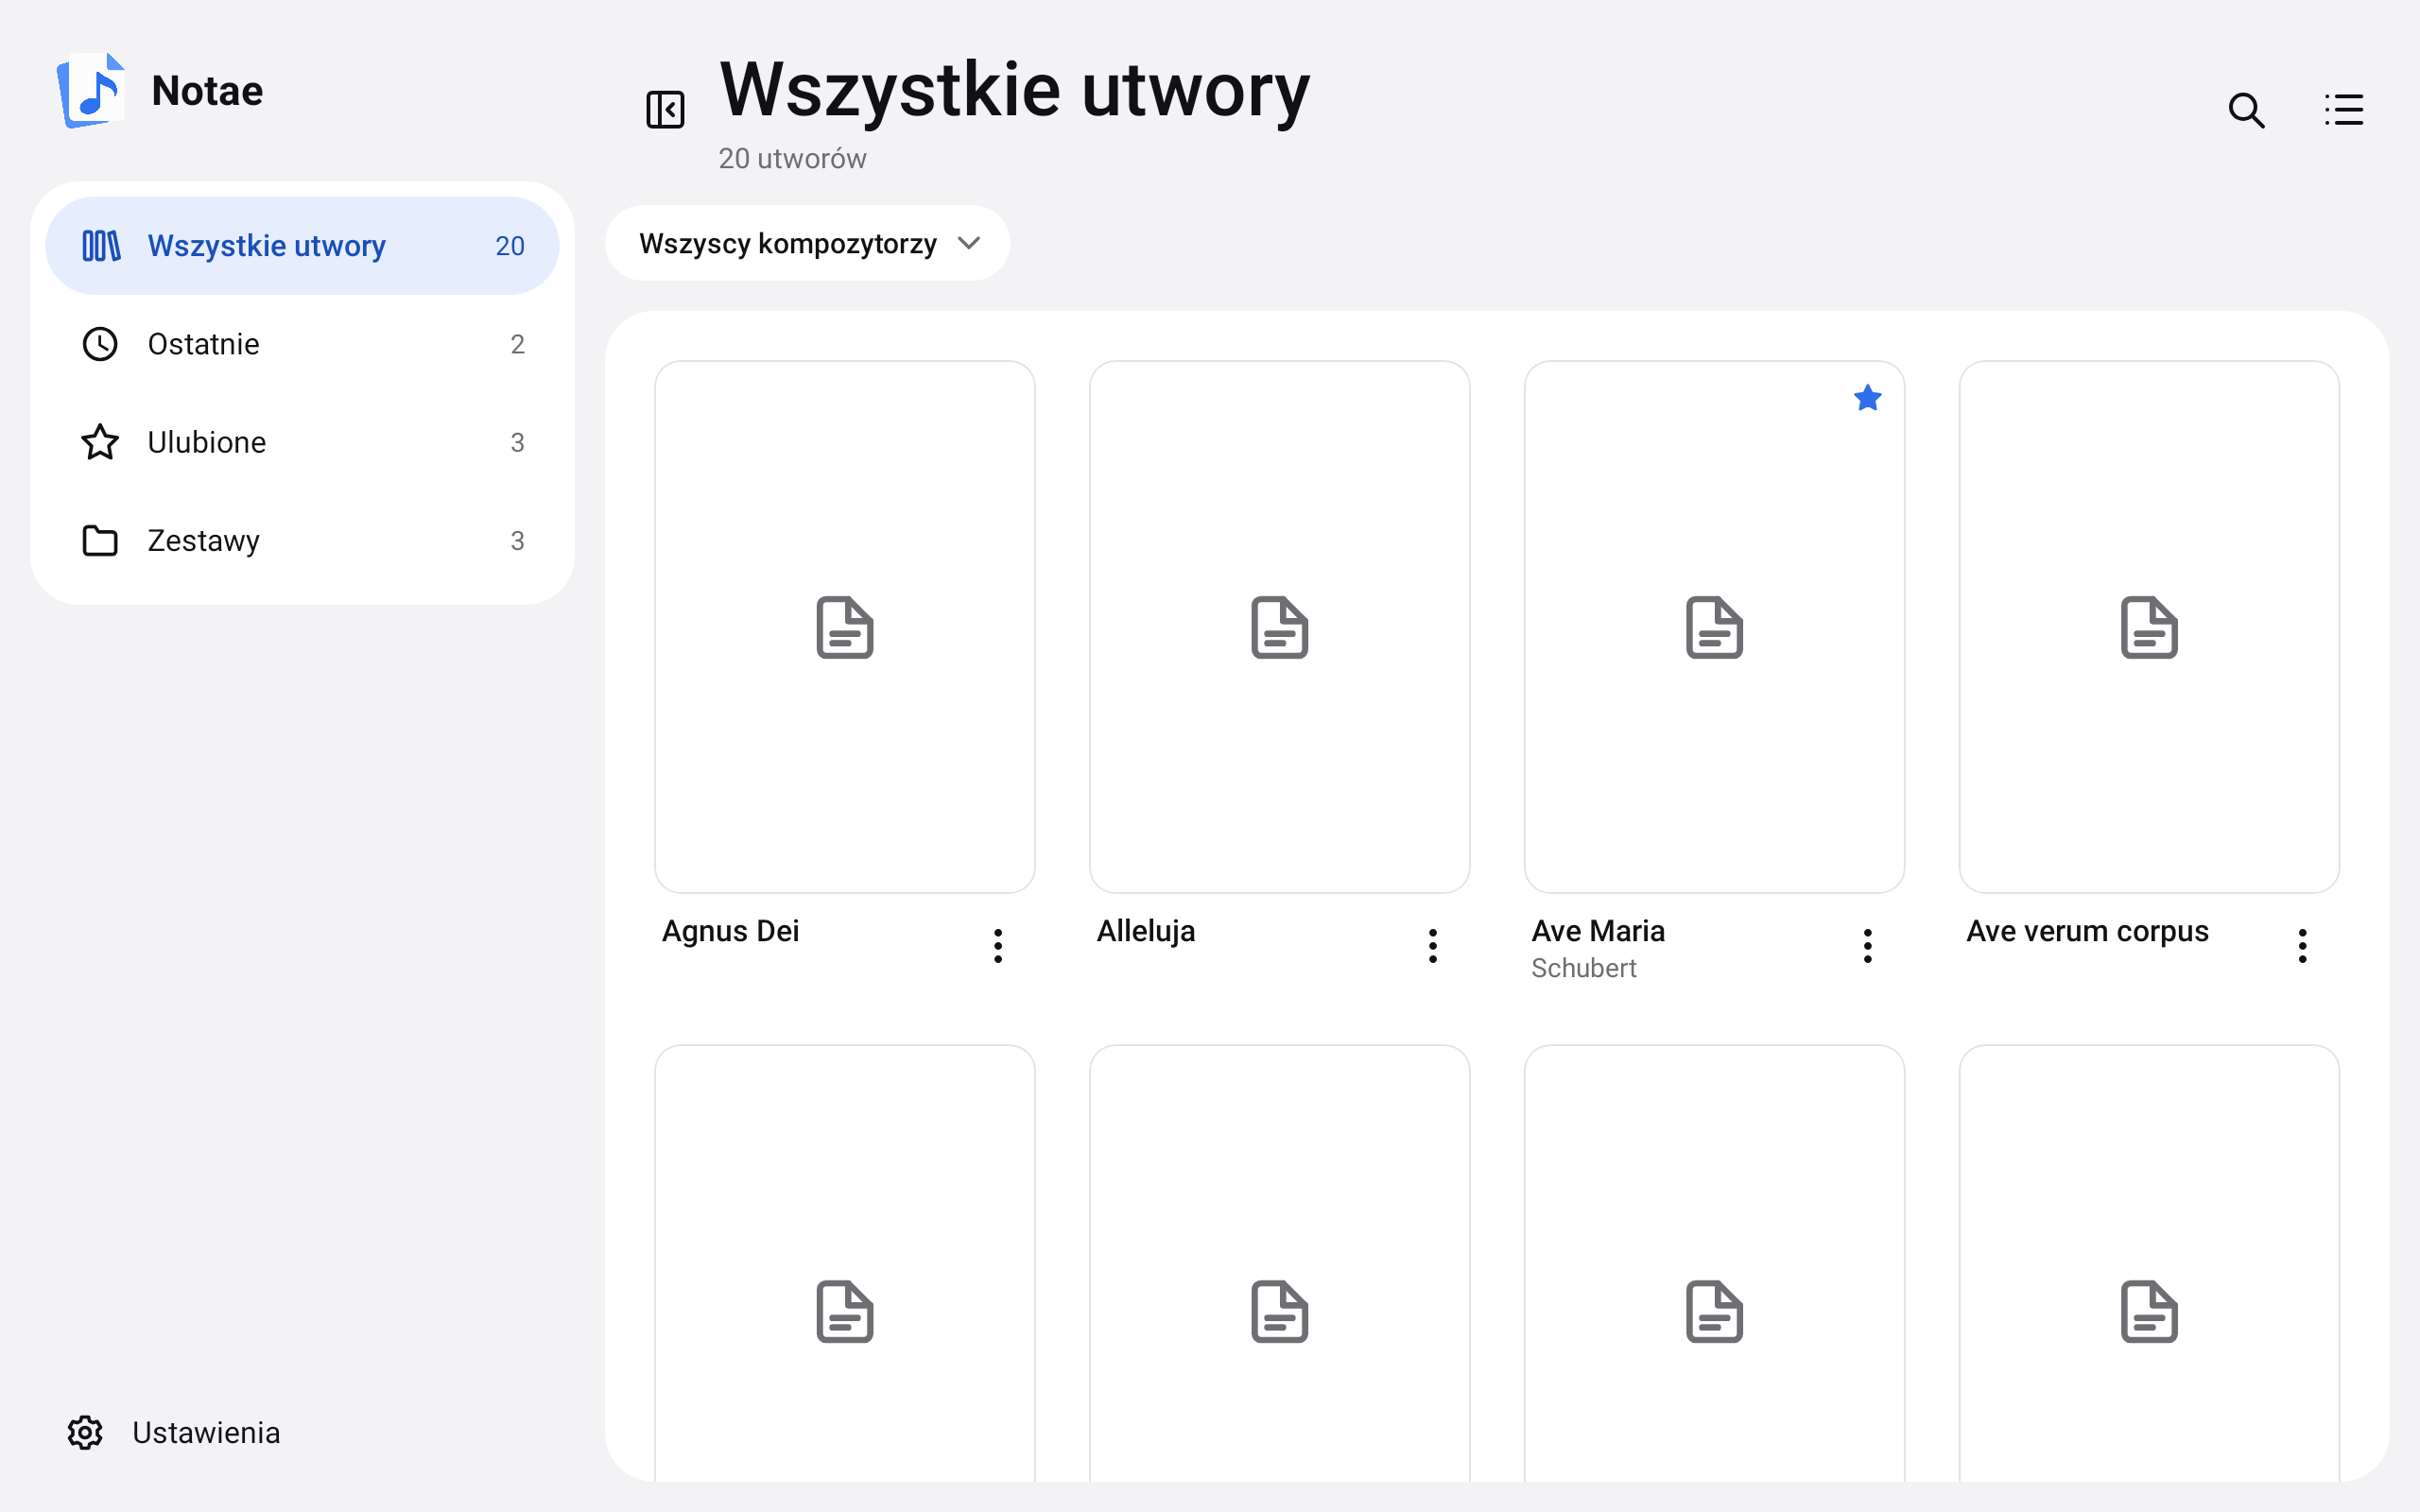 Notae
Wszystkie utwory 20
Ostatnie 2
Ulubione 3
Zestawy 3
Ustawienia
Wszystkie utwory
20 utworów
Wszyscy kompozytorzy
Agnus Dei
Alleluja
Ave Maria
Schubert
Ave verum corpus